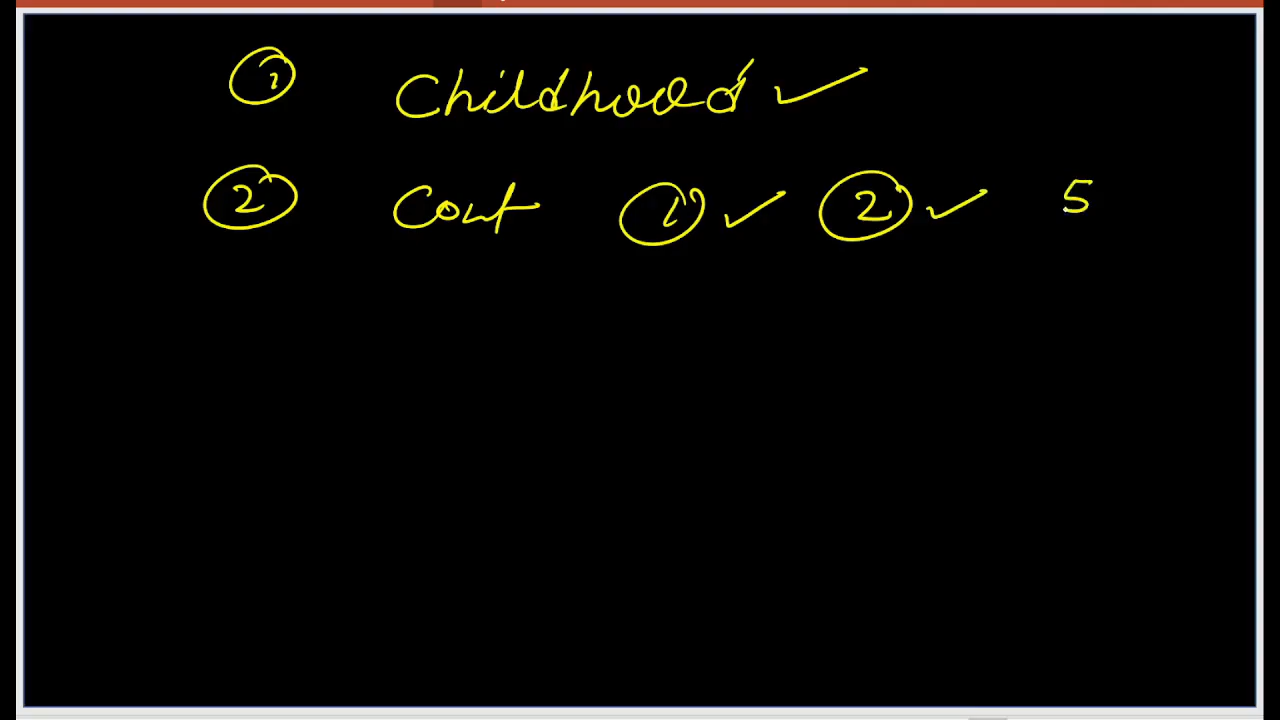 ① Childhood ✓
② Cont ① ✓ ② ✓ 5